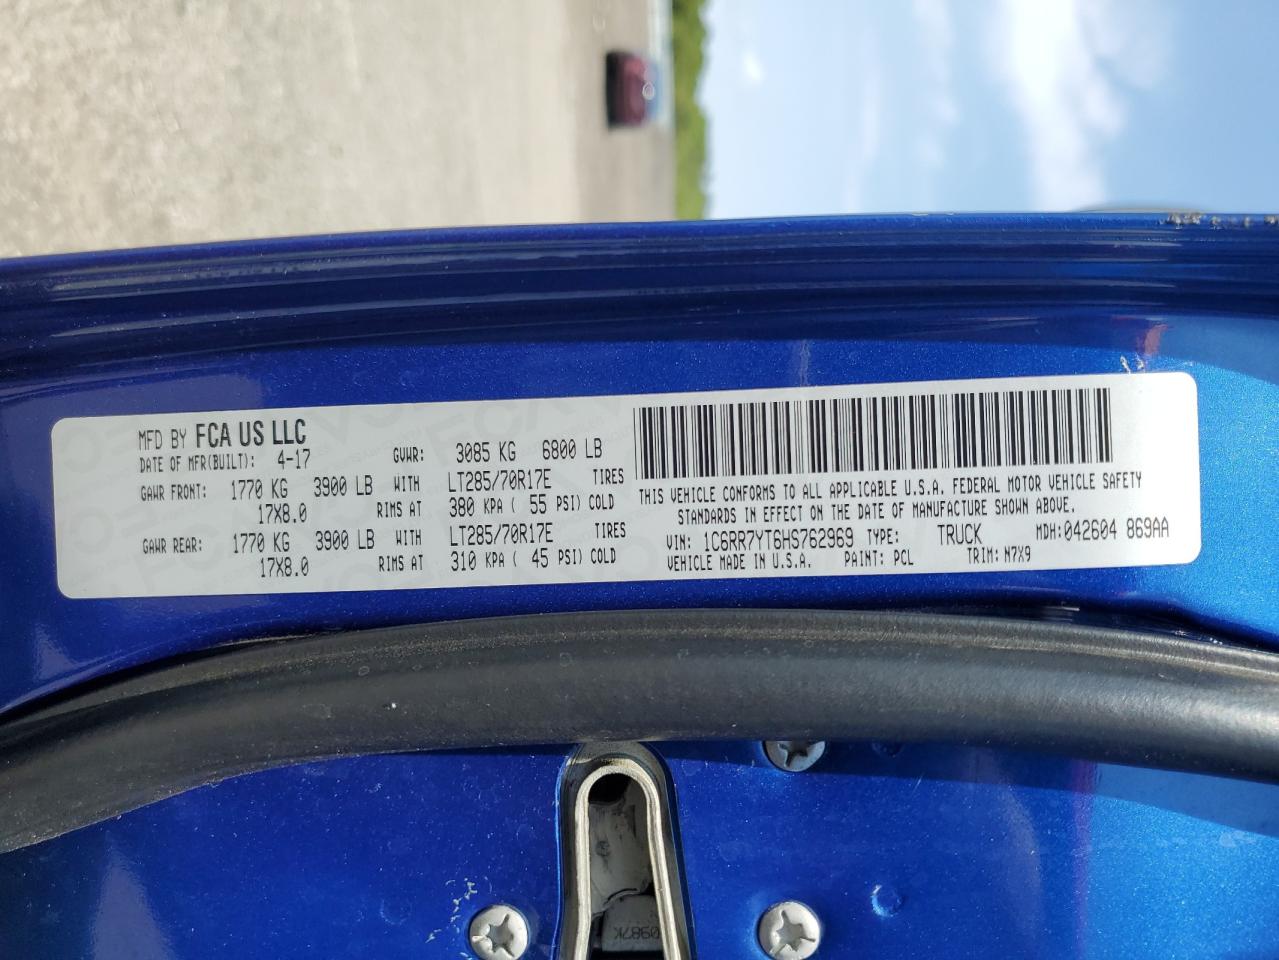 MFD BY FCA US LLC
DATE OF MFR(BUILT): 4-17 GVWR: 3085 KG 6800 LB
GAWR FRONT: 1770 KG 3900 LB WITH LT285/70R17E TIRES
17X8.0 RIMS AT 380 KPA ( 55 PSI) COLD
GAWR REAR: 1770 KG 3900 LB WITH LT285/70R17E TIRES
17X8.0 RIMS AT 310 KPA ( 45 PSI) COLD
THIS VEHICLE CONFORMS TO ALL APPLICABLE U.S.A. FEDERAL MOTOR VEHICLE SAFETY
STANDARDS IN EFFECT ON THE DATE OF MANUFACTURE SHOWN ABOVE.
VIN: 1C6RR7YT6HS762969 TYPE: TRUCK MDH:042604 869AA
VEHICLE MADE IN U.S.A. PAINT: PCL TRIM: N7X9